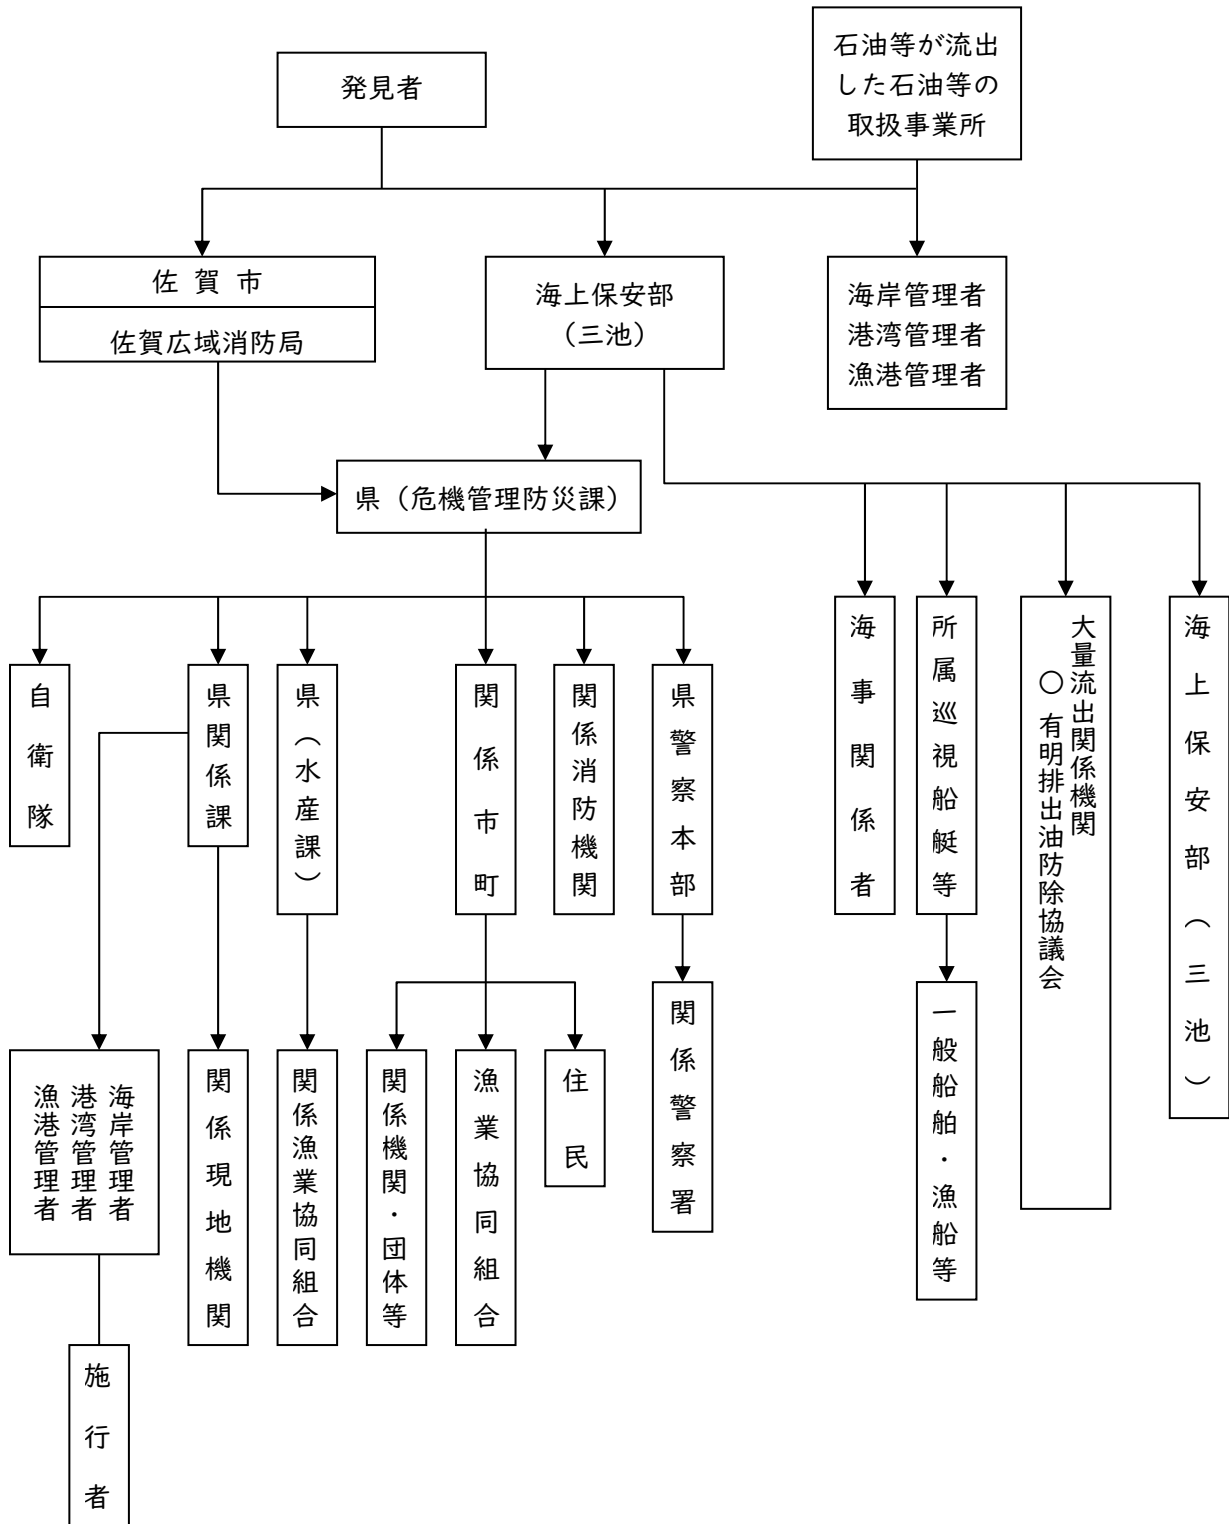 発見者
石油等が流出
した石油等の
取扱事業所
佐 賀 市
佐賀広域消防局
海上保安部
（三池）
海岸管理者
港湾管理者
漁港管理者
県（危機管理防災課）
自衛隊
県関係課
県（水産課）
関係市町
関係消防機関
県警察本部
海事関係者
所属巡視船艇等
大量流出関係機関
〇 有明排出油防除協議会
海上保安部（三池）
海岸管理者
港湾管理者
漁港管理者
関係現地機関
関係漁業協同組合
関係機関・団体等
漁業協同組合
住民
関係警察署
一般船舶・漁船等
施行者